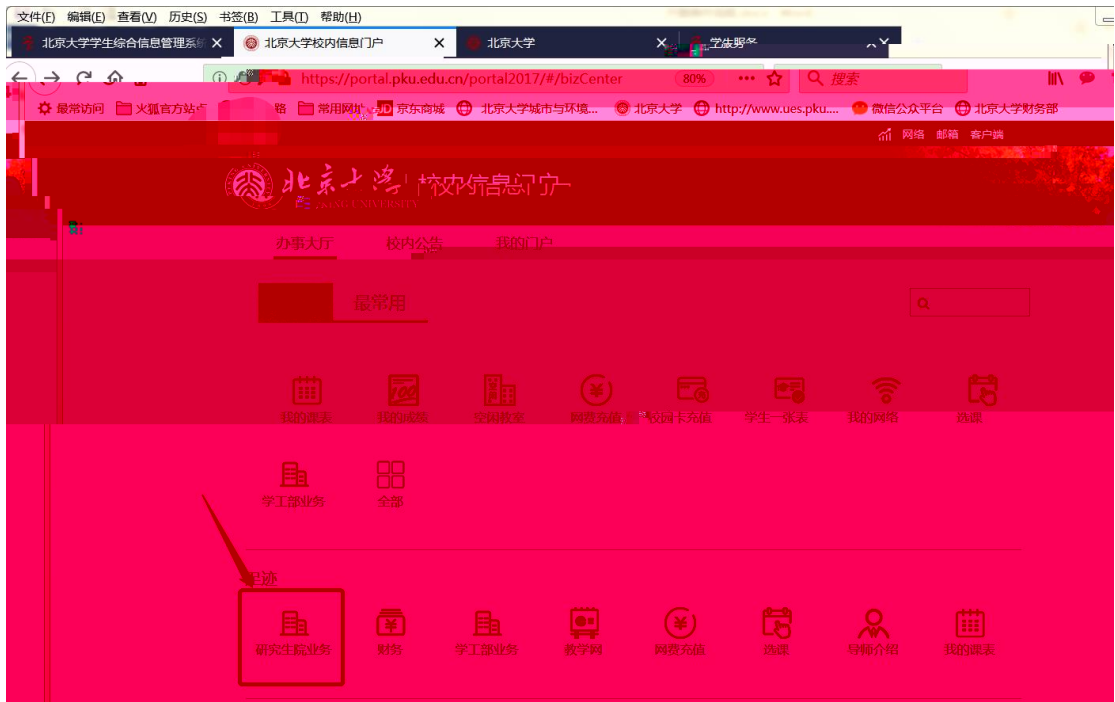 文件(F) 编辑(E) 查看(V) 历史(S) 书签(B) 工具(T) 帮助(H)
北京大学学生综合信息管理系统 北京大学校内信息门户 北京大学
https://portal.pku.edu.cn/portal2017/#/bizCenter 80% 搜索
最常访问 火狐官方站点 常用网址 JD 京东商城 北京大学城市与环境... 北京大学 http://www.ues.pku.... 微信公众平台 北京大学财务部
网络 邮箱 客户端
北京大学 校内信息门户
办事大厅 校内公告 我的门户
最常用
我的课表 我的成绩 空闲教室 网费充值 校园卡充值 学生一张表 我的网络 选课
学工部业务 全部
足迹
研究生院业务 财务 学工部业务 教学网 网费充值 选课 导师介绍 我的课表